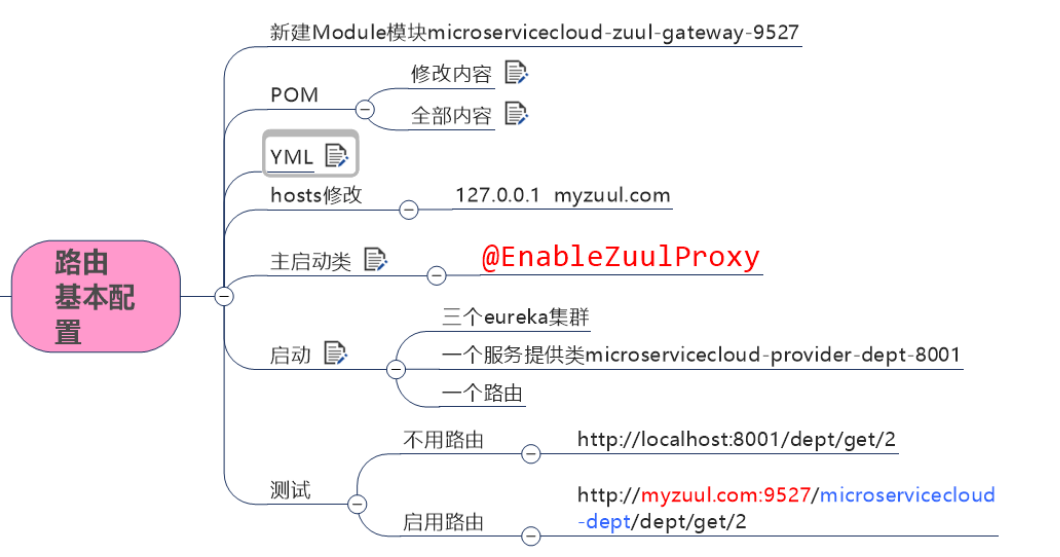 新建Module模块microservicecloud-zuul-gateway-9527
POM
修改内容
全部内容
YML
hosts修改
127.0.0.1 myzuul.com
路由
基本配
置
主启动类
@EnableZuulProxy
启动
三个eureka集群
一个服务提供类microservicecloud-provider-dept-8001
一个路由
测试
不用路由
http://localhost:8001/dept/get/2
启用路由
http://myzuul.com:9527/microservicecloud
-dept/dept/get/2